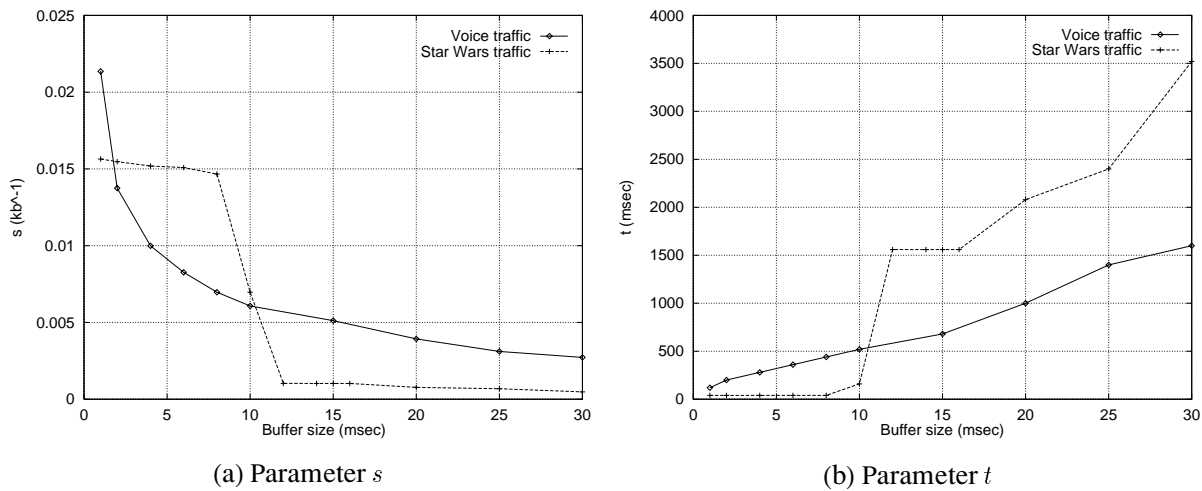 0.025
0.02
0.015
0.01
0.005
0
s (kb^-1)
Voice traffic
Star Wars traffic
0 5 10 15 20 25 30
Buffer size (msec)
(a) Parameter s
4000
3500
3000
2500
2000
1500
1000
500
0
t (msec)
Voice traffic
Star Wars traffic
0 5 10 15 20 25 30
Buffer size (msec)
(b) Parameter t